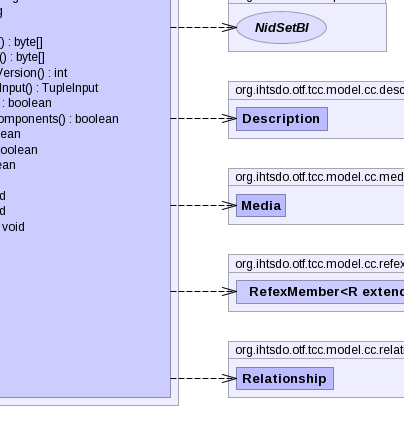 () : byte[]
() : byte[]
Version() : int
Input() : TupleInput
) : boolean
omponents() : boolean
lean
oolean
ean
d
d
: void
NidSetBI
org.ihtsdo.otf.tcc.model.cc.desc
Description
org.ihtsdo.otf.tcc.model.cc.med
Media
org.ihtsdo.otf.tcc.model.cc.refex
RefexMember<R extend
org.ihtsdo.otf.tcc.model.cc.relat
Relationship